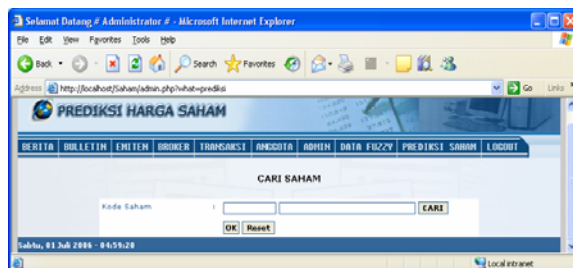 Selamat Datang # Administrator # - Microsoft Internet Explorer
File Edit View Favorites Tools Help
Back Search Favorites
Address http://localhost/Saham/admin.php?what=prediksi Go Links
PREDIKSI HARGA SAHAM
BERITA BULLETIN EMITEN BROKER TRANSAKSI ANGGOTA ADMIN DATA FUZZY PREDIKSI SAHAM LOGOUT
CARI SAHAM
Kode Saham : CARI
OK Reset
Sabtu, 01 Juli 2006 - 04:59:20
Local intranet